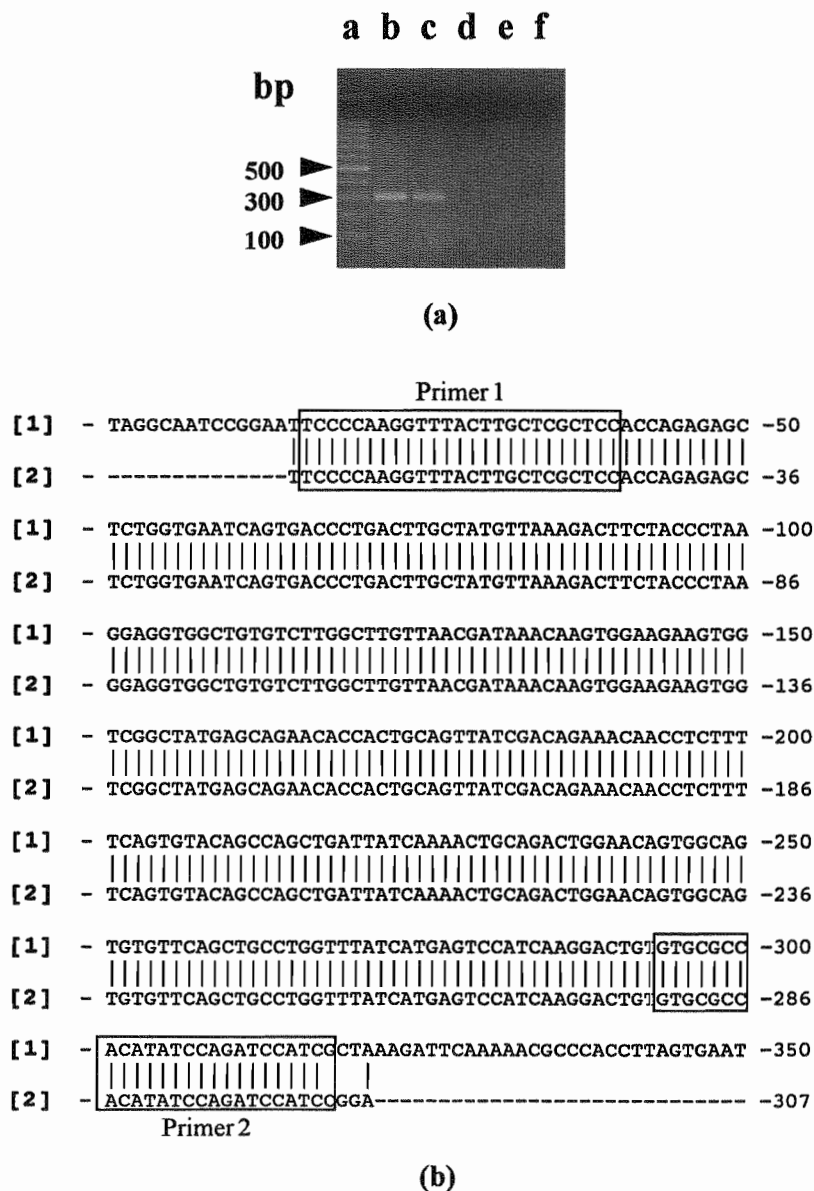 a b c d e f
bp
500
300
100
(a)
Primer 1
[1] - TAGGCAATCCGGAATTCCCCAAGGTTTACTTGCTCGCTCCACCAGAGAGC -50
[2] - --------------TTCCCCAAGGTTTACTTGCTCGCTCCACCAGAGAGC -36
[1] - TCTGGTGAATCAGTGACCCTGACTTGCTATGTTAAAGACTTCTACCCTAA -100
[2] - TCTGGTGAATCAGTGACCCTGACTTGCTATGTTAAAGACTTCTACCCTAA -86
[1] - GGAGGTGGCTGTGTCTTGGCTTGTTAACGATAAACAAGTGGAAGAAGTGG -150
[2] - GGAGGTGGCTGTGTCTTGGCTTGTTAACGATAAACAAGTGGAAGAAGTGG -136
[1] - TCGGCTATGAGCAGAACACCACTGCAGTTATCGACAGAAACAACCTCTTT -200
[2] - TCGGCTATGAGCAGAACACCACTGCAGTTATCGACAGAAACAACCTCTTT -186
[1] - TCAGTGTACAGCCAGCTGATTATCAAAACTGCAGACTGGAACAGTGGCAG -250
[2] - TCAGTGTACAGCCAGCTGATTATCAAAACTGCAGACTGGAACAGTGGCAG -236
[1] - TGTGTTCAGCTGCCTGGTTTATCATGAGTCCATCAAGGACTGTGTGCGCC -300
[2] - TGTGTTCAGCTGCCTGGTTTATCATGAGTCCATCAAGGACTGTGTGCGCC -286
[1] - ACATATCCAGATCCATCGCTAAAGATTCAAAAACGCCCACCTTAGTGAAT -350
[2] - ACATATCCAGATCCATCCGGA----------------------------- -307
Primer 2
(b)